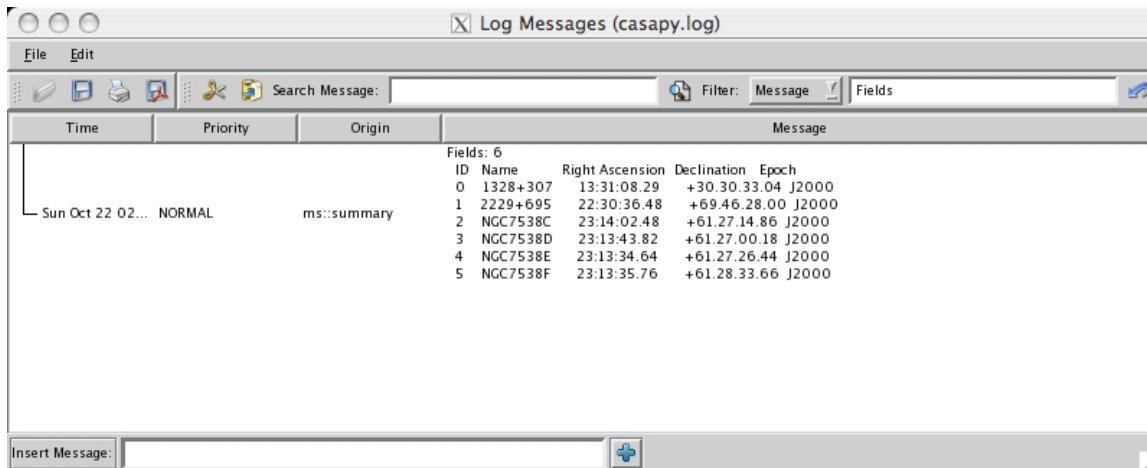 X Log Messages (casapy.log)
File Edit
Search Message: Filter: Message Fields
Time Priority Origin Message
Fields: 6
ID Name Right Ascension Declination Epoch
0 1328+307 13:31:08.29 +30.30.33.04 J2000
1 2229+695 22:30:36.48 +69.46.28.00 J2000
Sun Oct 22 02... NORMAL ms::summary
2 NGC7538C 23:14:02.48 +61.27.14.86 J2000
3 NGC7538D 23:13:43.82 +61.27.00.18 J2000
4 NGC7538E 23:13:34.64 +61.27.26.44 J2000
5 NGC7538F 23:13:35.76 +61.28.33.66 J2000
Insert Message: